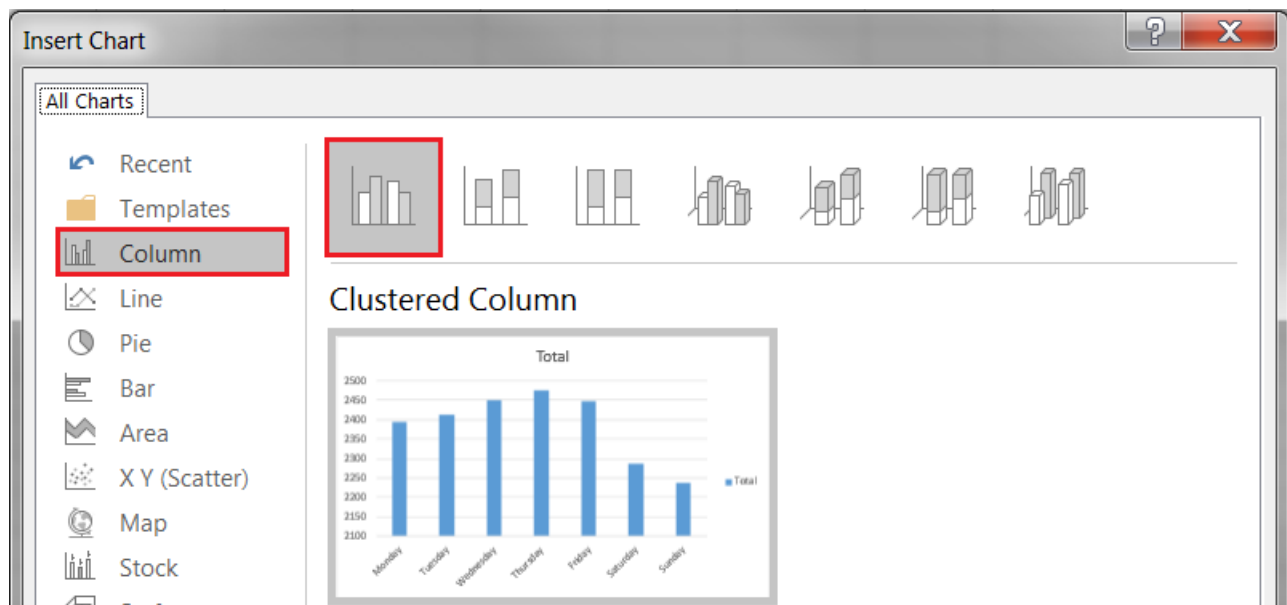 Insert Chart
?
X
All Charts
Recent
Templates
Column
Line
Pie
Bar
Area
X Y (Scatter)
Map
Stock
Clustered Column
Total
2500
2450
2400
2350
2300
2250
2200
2150
2100
Monday
Tuesday
Wednesday
Thursday
Friday
Saturday
Sunday
Total